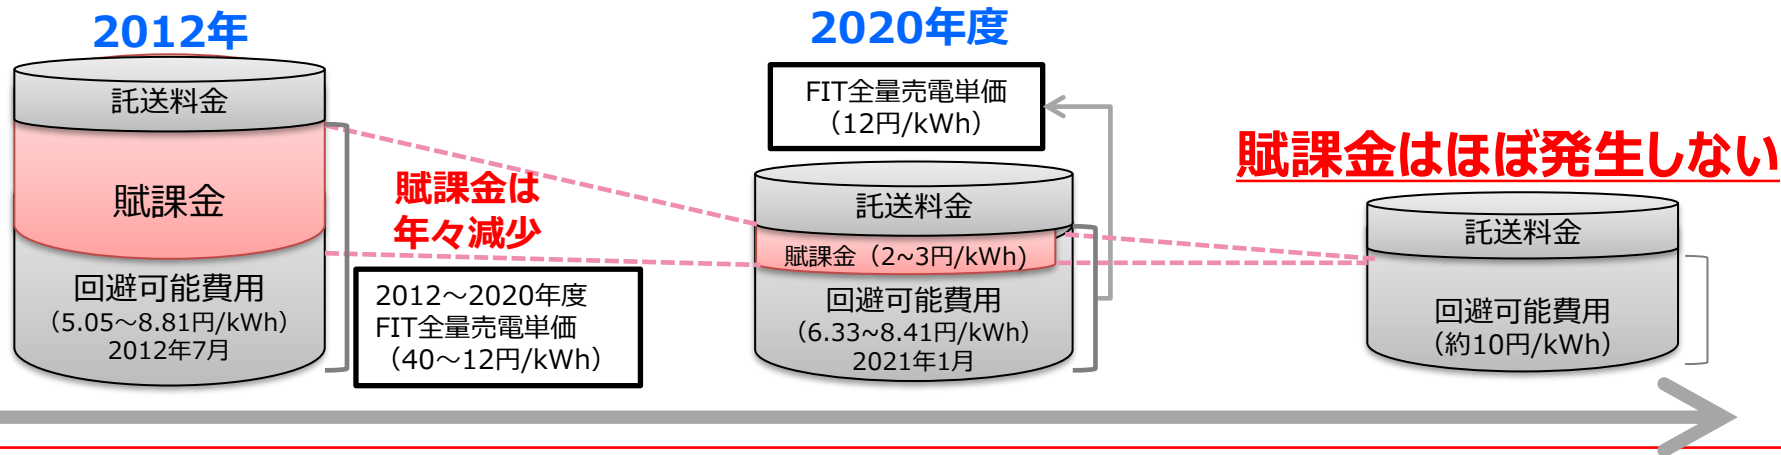 2012年
託送料金
賦課金
回避可能費用
（5.05～8.81円/kWh）
2012年7月
賦課金は
年々減少
2012～2020年度
FIT全量売電単価
（40～12円/kWh）
2020年度
FIT全量売電単価
（12円/kWh）
託送料金
賦課金（2~3円/kWh)
回避可能費用
（6.33~8.41円/kWh）
2021年1月
賦課金はほぼ発生しない
託送料金
回避可能費用
（約10円/kWh）